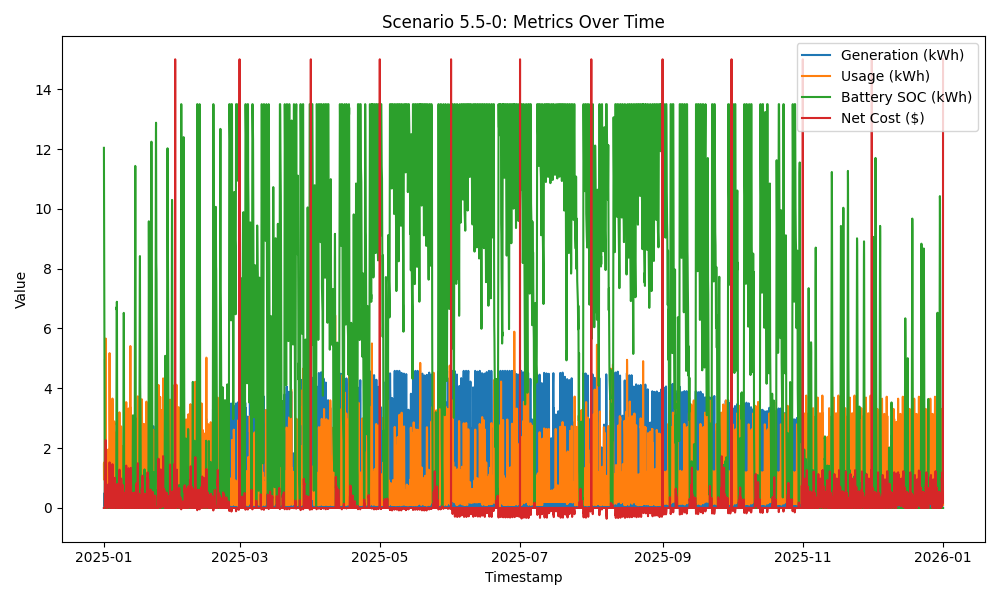 Scenario 5.5-0: Metrics Over Time
Generation (kWh)
Usage (kWh)
Battery SOC (kWh)
Net Cost ($)
Value
14
12
10
8
6
4
2
0
2025-01
2025-03
2025-05
2025-07
2025-09
2025-11
2026-01
Timestamp